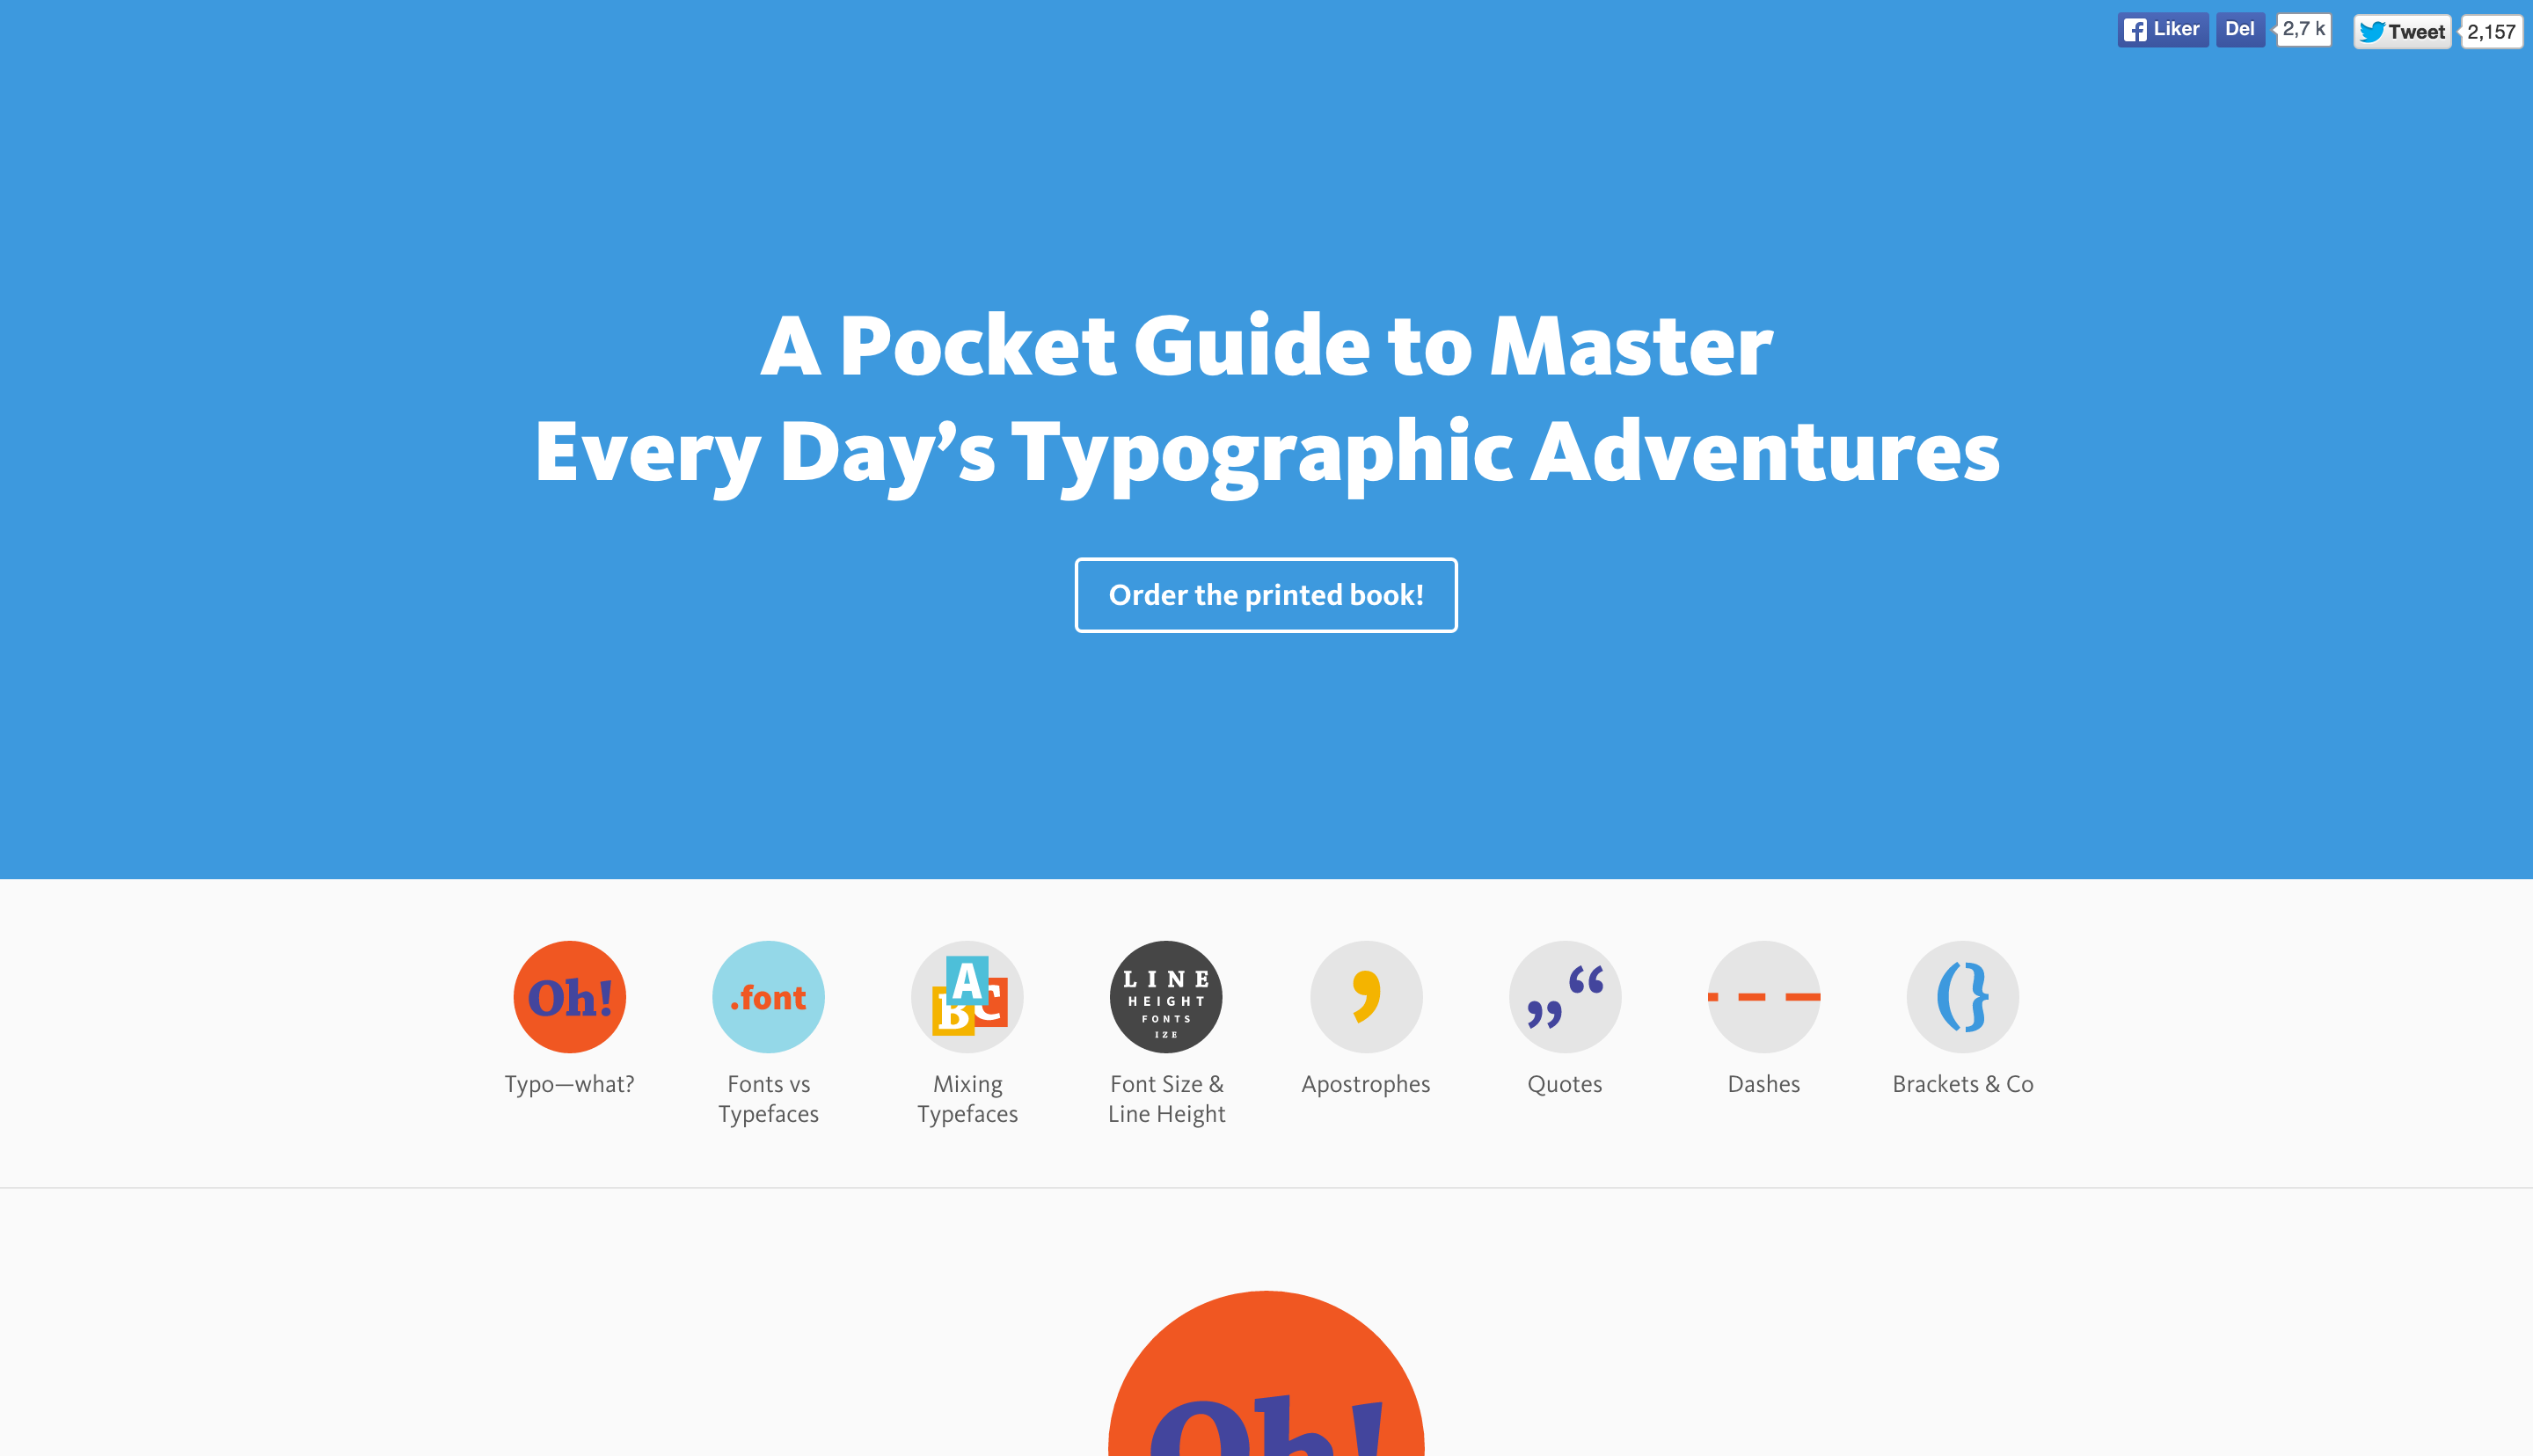 Liker Del 2,7 k Tweet 2,157
A Pocket Guide to Master
Every Day’s Typographic Adventures
Order the printed book!
Oh!
Typo—what?
.font
Fonts vs
Typefaces
A
B C
Mixing
Typefaces
LINE
HEIGHT
FONTS
IZE
Font Size &
Line Height
,
Apostrophes
„ “
Quotes
Dashes
(}
Brackets & Co
Oh!